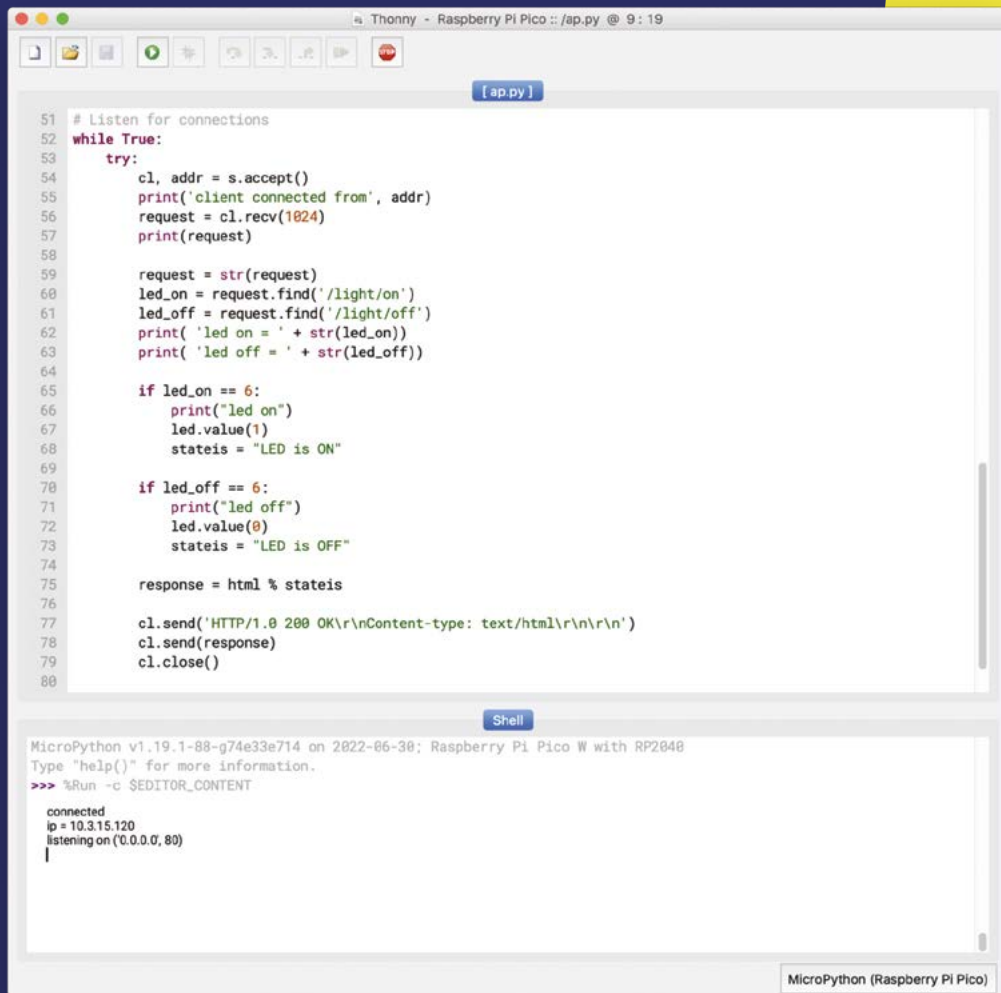 Thonny - Raspberry Pi Pico :: /ap.py @ 9 : 19
STOP
[ ap.py ]
51 # Listen for connections
52 while True:
53     try:
54         cl, addr = s.accept()
55         print('client connected from', addr)
56         request = cl.recv(1024)
57         print(request)
58
59         request = str(request)
60         led_on = request.find('/light/on')
61         led_off = request.find('/light/off')
62         print( 'led on = ' + str(led_on))
63         print( 'led off = ' + str(led_off))
64
65         if led_on == 6:
66             print("led on")
67             led.value(1)
68             stateis = "LED is ON"
69
70         if led_off == 6:
71             print("led off")
72             led.value(0)
73             stateis = "LED is OFF"
74
75         response = html % stateis
76
77         cl.send('HTTP/1.0 200 OK\r\nContent-type: text/html\r\n\r\n')
78         cl.send(response)
79         cl.close()
80
Shell
MicroPython v1.19.1-88-g74e33e714 on 2022-06-30; Raspberry Pi Pico W with RP2040
Type "help()" for more information.
>>> %Run -c $EDITOR_CONTENT
connected
ip = 10.3.15.120
listening on ('0.0.0.0', 80)
MicroPython (Raspberry Pi Pico)